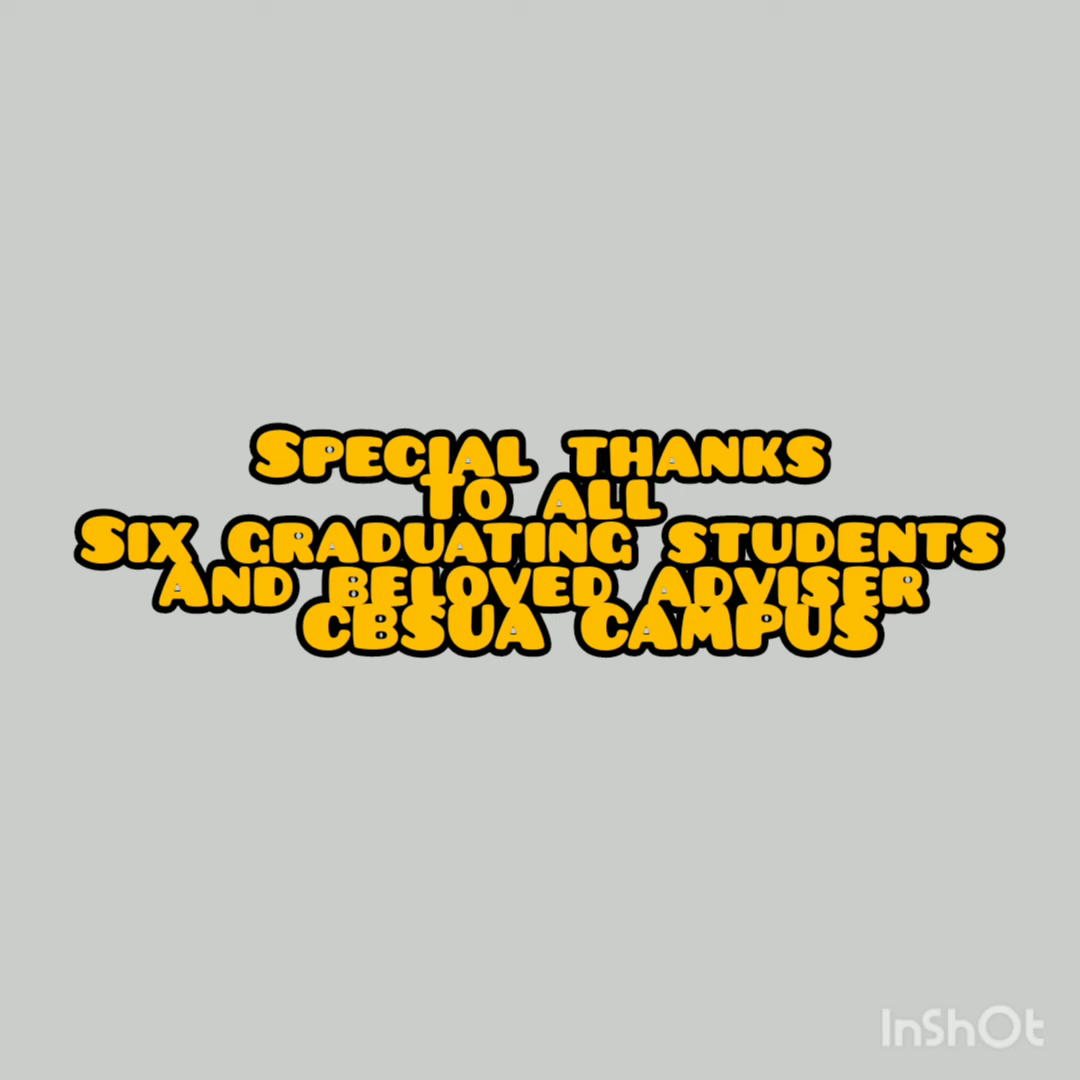 Special thanks
To all
Six graduating students
And beloved adviser
CBSUA CAMPUS
InShOt